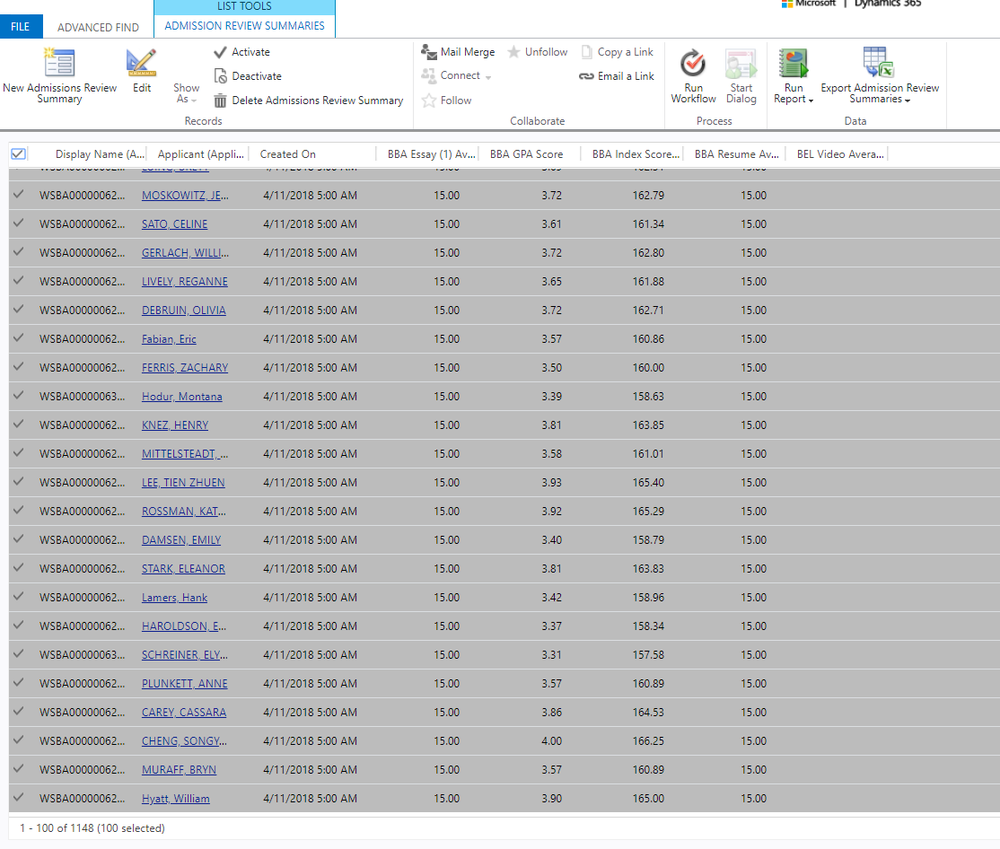 LIST TOOLS
Microsoft | Dynamics 365
FILE ADVANCED FIND ADMISSION REVIEW SUMMARIES
New Admissions Review Summary
Edit
Show As
Activate
Deactivate
Delete Admissions Review Summary
Records
Mail Merge Unfollow Copy a Link
Connect Email a Link
Follow
Collaborate
Run Workflow
Start Dialog
Process
Run Report
Export Admission Review Summaries
Data
Display Name (A... Applicant (Appli... Created On BBA Essay (1) Av... BBA GPA Score BBA Index Score... BBA Resume Av... BEL Video Avera...
WSBA00000062... MOSKOWITZ, JE... 4/11/2018 5:00 AM 15.00 3.72 162.79 15.00
WSBA00000062... SATO, CELINE 4/11/2018 5:00 AM 15.00 3.61 161.34 15.00
WSBA00000062... GERLACH, WILLI... 4/11/2018 5:00 AM 15.00 3.72 162.80 15.00
WSBA00000062... LIVELY, REGANNE 4/11/2018 5:00 AM 15.00 3.65 161.88 15.00
WSBA00000062... DEBRUIN, OLIVIA 4/11/2018 5:00 AM 15.00 3.72 162.71 15.00
WSBA00000062... Fabian, Eric 4/11/2018 5:00 AM 15.00 3.57 160.86 15.00
WSBA00000062... FERRIS, ZACHARY 4/11/2018 5:00 AM 15.00 3.50 160.00 15.00
WSBA00000063... Hodur, Montana 4/11/2018 5:00 AM 15.00 3.39 158.63 15.00
WSBA00000062... KNEZ, HENRY 4/11/2018 5:00 AM 15.00 3.81 163.85 15.00
WSBA00000062... MITTELSTEADT, ... 4/11/2018 5:00 AM 15.00 3.58 161.01 15.00
WSBA00000062... LEE, TIEN ZHUEN 4/11/2018 5:00 AM 15.00 3.93 165.40 15.00
WSBA00000062... ROSSMAN, KAT... 4/11/2018 5:00 AM 15.00 3.92 165.29 15.00
WSBA00000062... DAMSEN, EMILY 4/11/2018 5:00 AM 15.00 3.40 158.79 15.00
WSBA00000062... STARK, ELEANOR 4/11/2018 5:00 AM 15.00 3.81 163.83 15.00
WSBA00000062... Lamers, Hank 4/11/2018 5:00 AM 15.00 3.42 158.96 15.00
WSBA00000062... HAROLDSON, E... 4/11/2018 5:00 AM 15.00 3.37 158.34 15.00
WSBA00000063... SCHREINER, ELY... 4/11/2018 5:00 AM 15.00 3.31 157.58 15.00
WSBA00000062... PLUNKETT, ANNE 4/11/2018 5:00 AM 15.00 3.57 160.89 15.00
WSBA00000062... CAREY, CASSARA 4/11/2018 5:00 AM 15.00 3.86 164.53 15.00
WSBA00000062... CHENG, SONGY... 4/11/2018 5:00 AM 15.00 4.00 166.25 15.00
WSBA00000062... MURAFF, BRYN 4/11/2018 5:00 AM 15.00 3.57 160.89 15.00
WSBA00000062... Hyatt, William 4/11/2018 5:00 AM 15.00 3.90 165.00 15.00
1 - 100 of 1148 (100 selected)